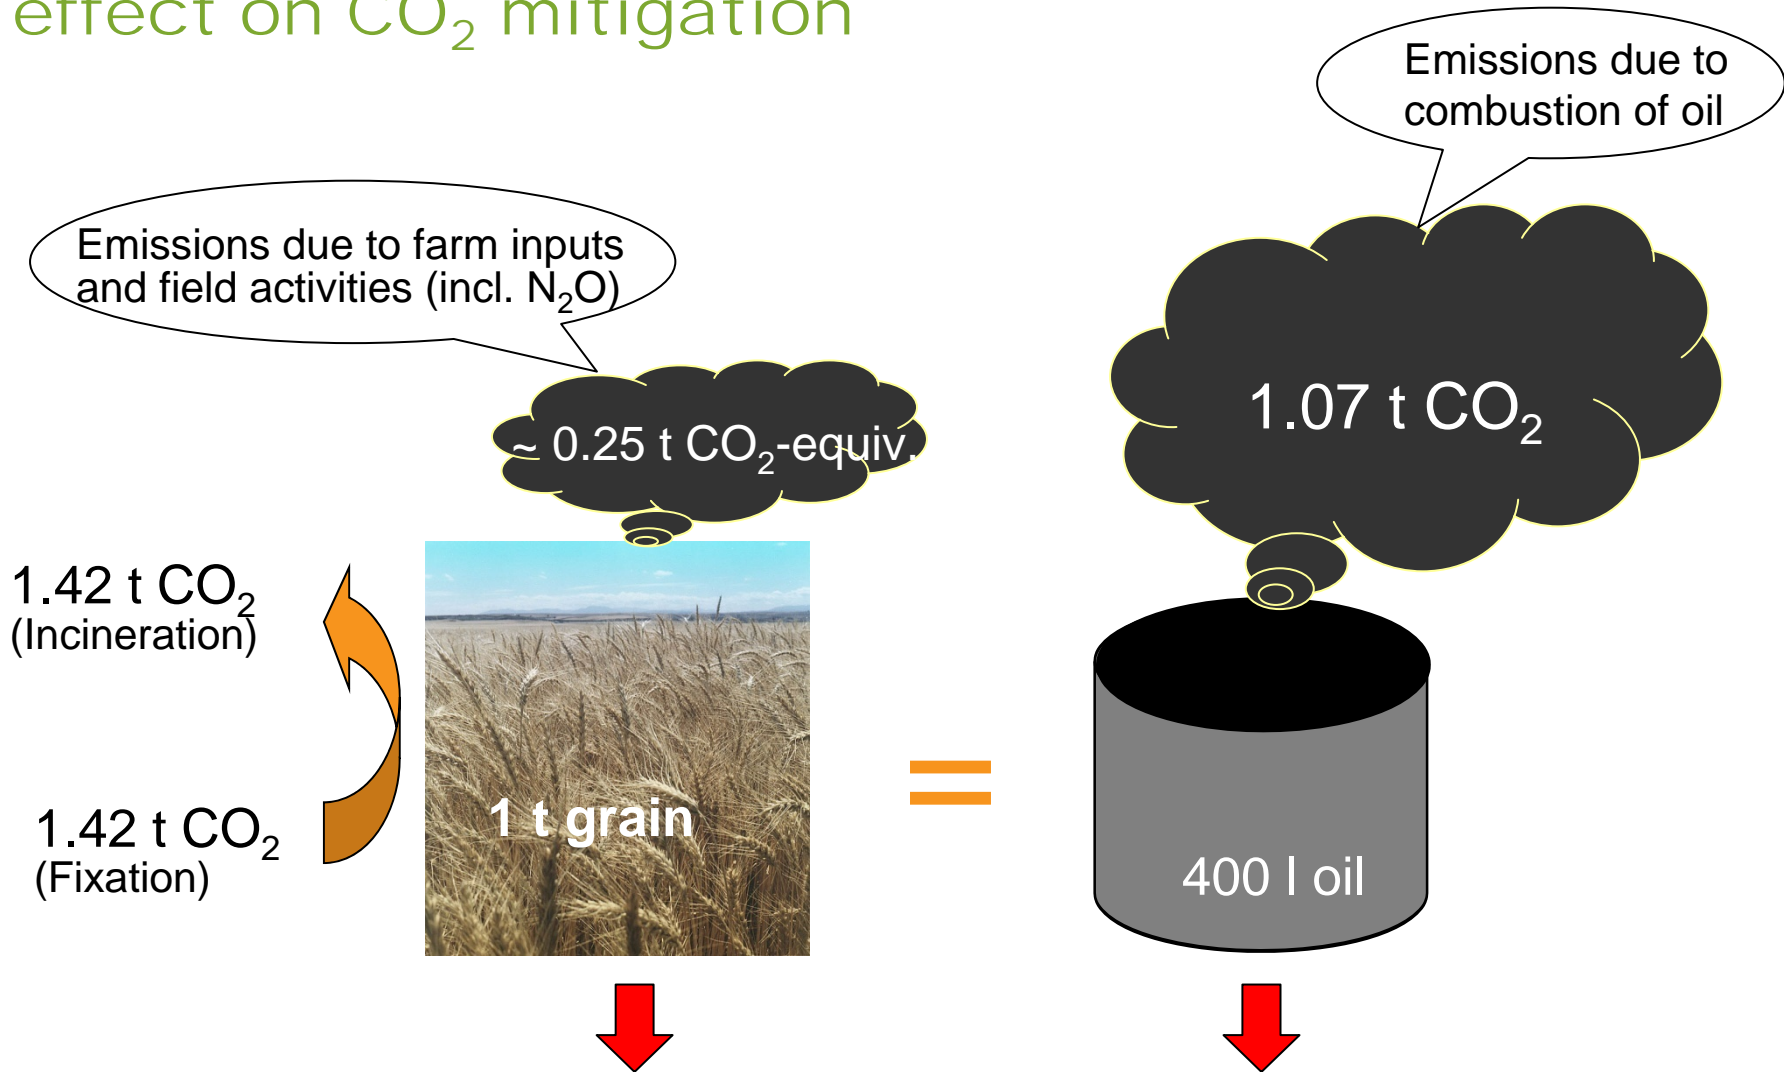 effect on CO₂ mitigation
Emissions due to
combustion of oil
Emissions due to farm inputs
and field activities (incl. N₂O)
~ 0.25 t CO₂-equiv.
1.07 t CO₂
1.42 t CO₂
(Incineration)
1.42 t CO₂
(Fixation)
1 t grain
=
400 l oil